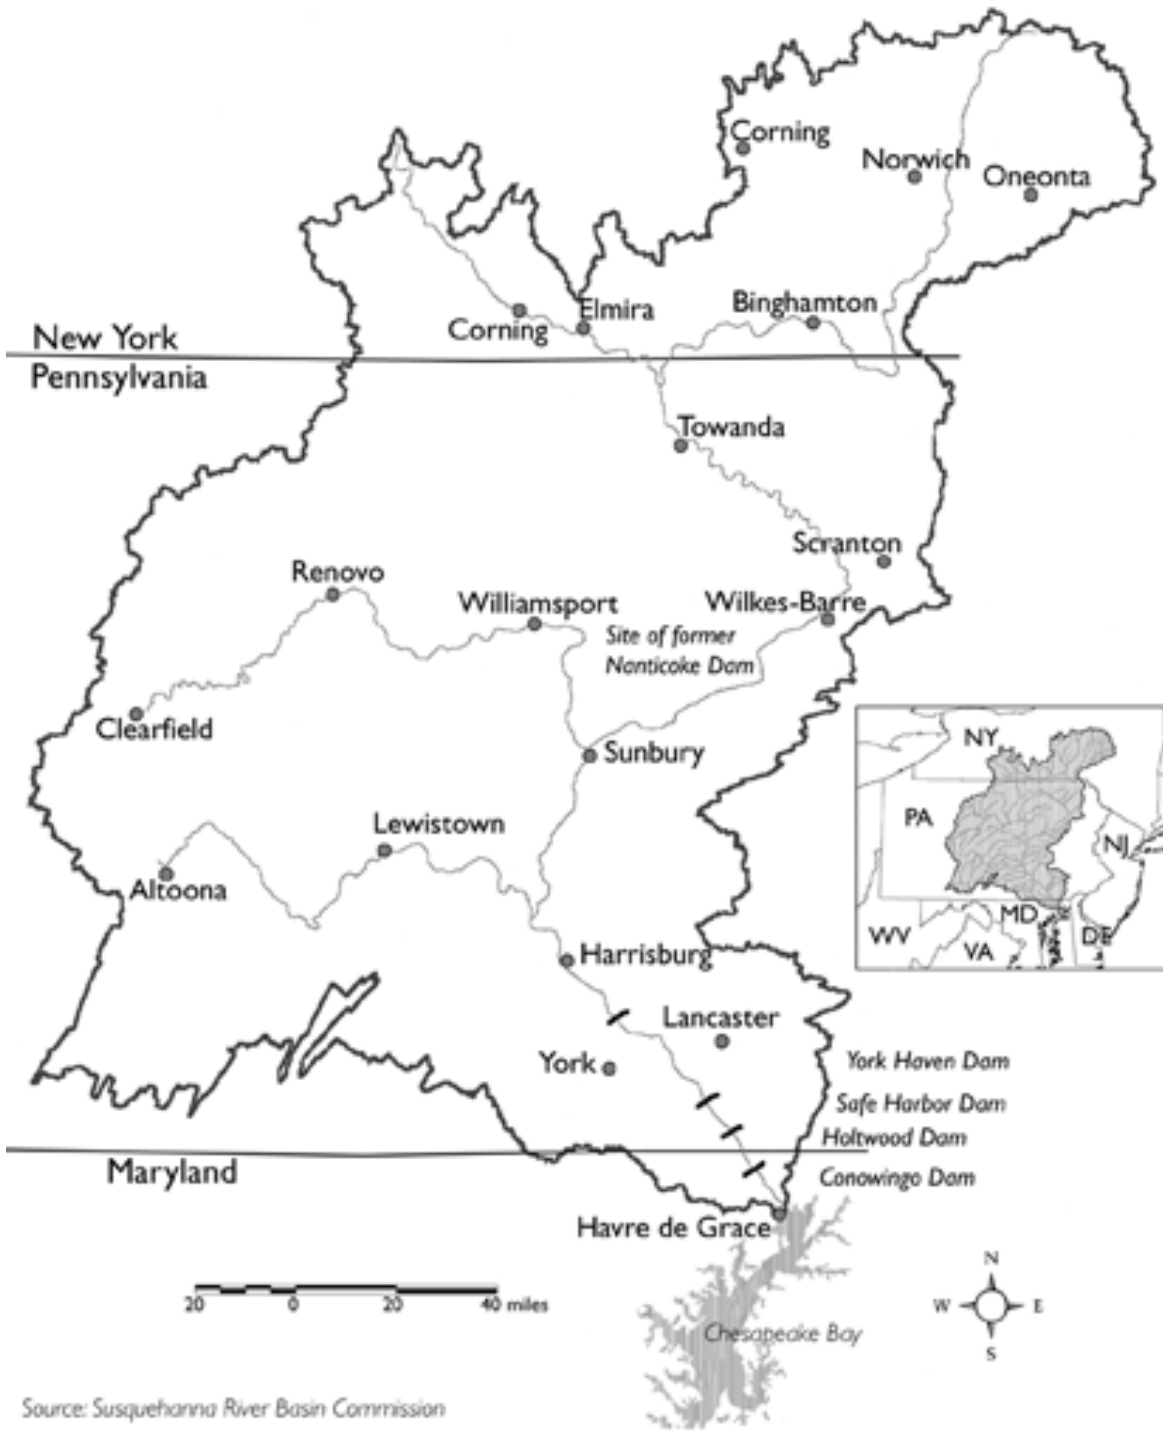 Corning
Norwich
Oneonta
Elmira
Binghamton
Corning
New York
Pennsylvania
Towanda
Scranton
Renovo
Williamsport
Wilkes-Barre
Site of former
Nanticoke Dam
Clearfield
Sunbury
NY
PA
NJ
MD
WV
VA
DE
Lewistown
Altoona
Harrisburg
Lancaster
York
York Haven Dam
Safe Harbor Dam
Holtwood Dam
Maryland
Conowingo Dam
Havre de Grace
N
W E
S
20 0 20 40 miles
Chesapeake Bay
Source: Susquehanna River Basin Commission